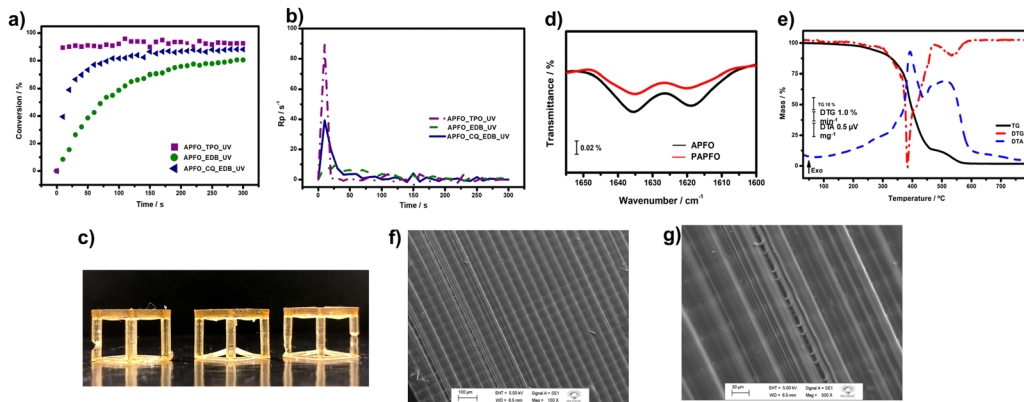 a)
Conversion / %
100
80
60
40
20
0
APFO_TPO_UV
APFO_EDB_UV
APFO_CQ_EDB_UV
0 50 100 150 200 250 300
Time / s
b)
Rp / s⁻¹
100
80
60
40
20
0
APFO_TPO_UV
APFO_EDB_UV
APFO_CQ_EDB_UV
0 50 100 150 200 250 300
Time / s
d)
Transmittance / %
0.02 %
APFO
PAPFO
1650 1640 1630 1620 1610 1600
Wavenumber / cm⁻¹
e)
Mass / %
100
75
50
25
0
TG 10 %
DTG 1.0 %
min⁻¹
DTA 0.5 µV
mg⁻¹
Exo
TG
DTG
DTA
100 200 300 400 500 600 700
Temperature / ºC
c)
f)
100 µm
EHT = 5.00 kV
WD = 6.5 mm
Signal A = SE1
Mag = 100 X
g)
30 µm
EHT = 5.00 kV
WD = 6.5 mm
Signal A = SE1
Mag = 300 X